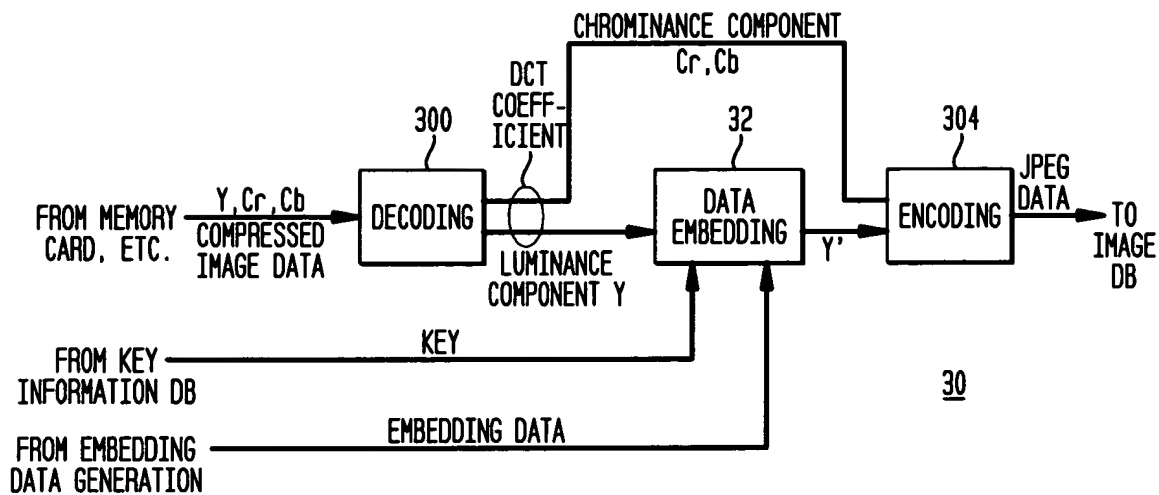 CHROMINANCE COMPONENT
Cr,Cb
DCT
COEFF-
ICIENT
300
32
304
FROM MEMORY
CARD, ETC.
Y,Cr,Cb
COMPRESSED
IMAGE DATA
DECODING
LUMINANCE
COMPONENT Y
DATA
EMBEDDING
Y'
ENCODING
JPEG
DATA
TO
IMAGE
DB
FROM KEY
INFORMATION DB
KEY
30
FROM EMBEDDING
DATA GENERATION
EMBEDDING DATA